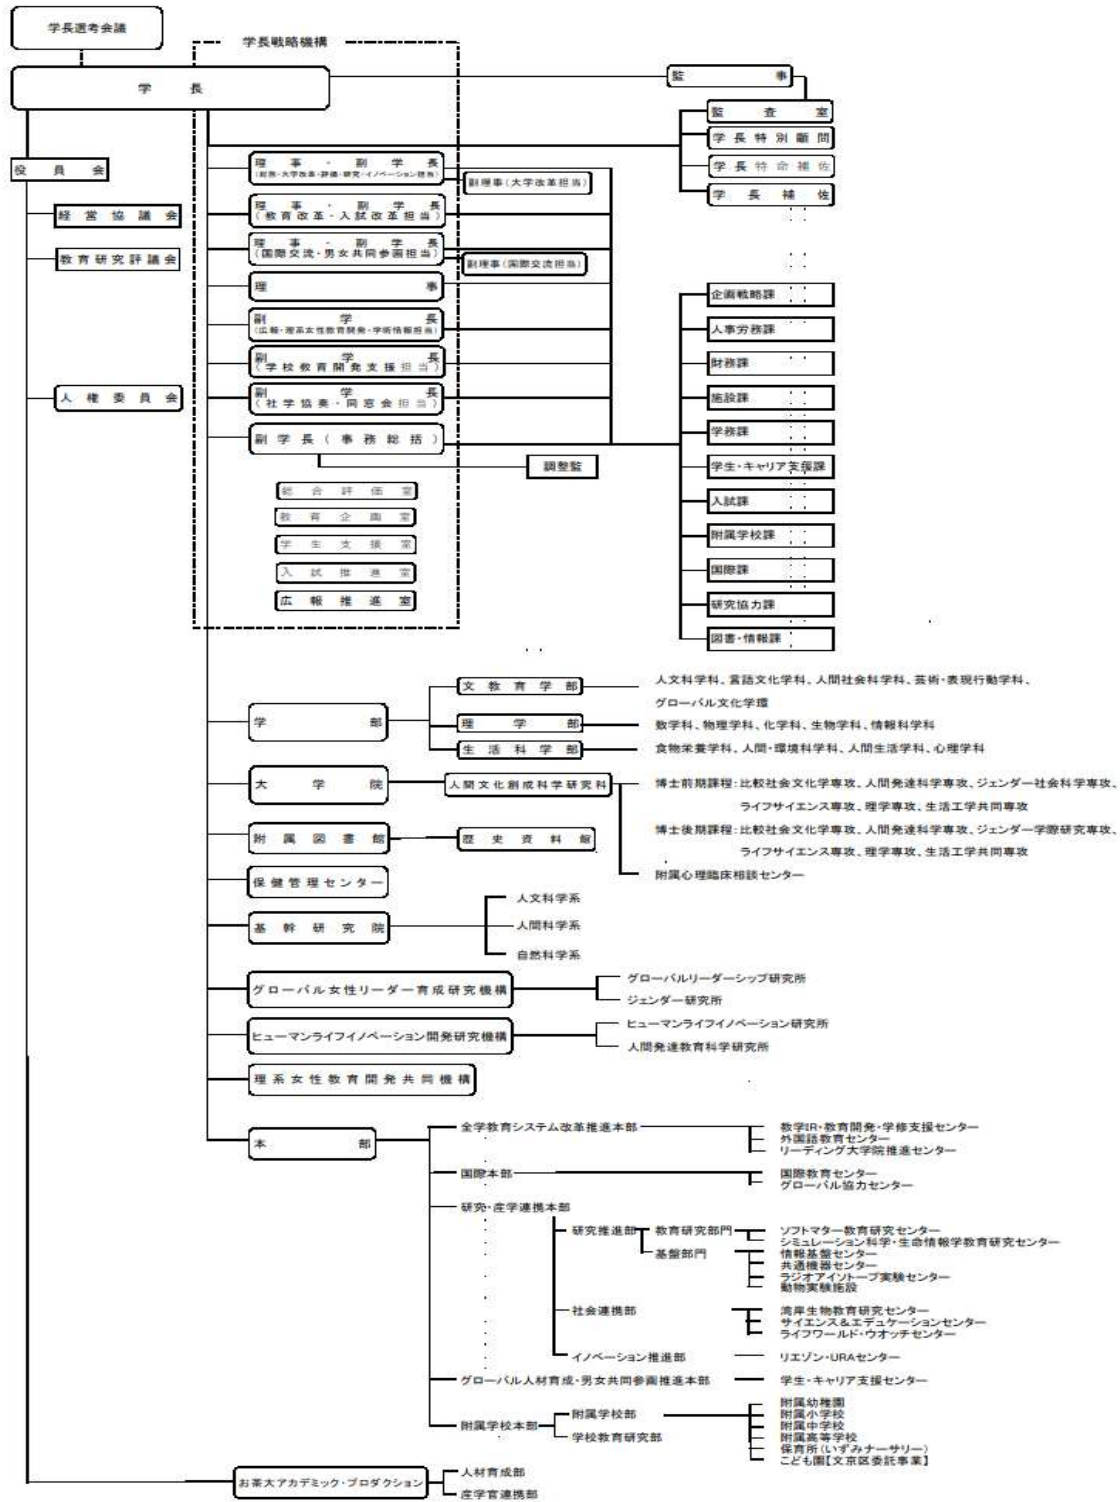 学長選考会議
学長戦略機構
学長
監事
監査室
学長特別顧問
学長特命補佐
学長補佐
役員会
経営協議会
教育研究評議会
人権委員会
理事・副学長
(総務・大学改革・評価・研究・イノベーション担当)
副理事(大学改革担当)
理事・副学長
(教育改革・入試改革担当)
理事・副学長
(国際交流・男女共同参画担当)
副理事(国際交流担当)
理事
副学長
(広報・理系女性教育開発・学術情報担当)
副学長
(学校教育開発支援担当)
副学長
(社学協奏・同窓会担当)
副学長(事務総括)
調整監
総合評価室
教育企画室
学生支援室
入試推進室
広報推進室
企画戦略課
人事労務課
財務課
施設課
学務課
学生・キャリア支援課
入試課
附属学校課
国際課
研究協力課
図書・情報課
学部
文教育学部
人文科学科、言語文化学科、人間社会科学科、芸術・表現行動学科、
グローバル文化学環
理学部
数学科、物理学科、化学科、生物学科、情報科学科
生活科学部
食物栄養学科、人間・環境科学科、人間生活学科、心理学科
大学院
人間文化創成科学研究科
博士前期課程:比較社会文化学専攻、人間発達科学専攻、ジェンダー社会科学専攻、
ライフサイエンス専攻、理学専攻、生活工学共同専攻
博士後期課程:比較社会文化学専攻、人間発達科学専攻、ジェンダー学際研究専攻、
ライフサイエンス専攻、理学専攻、生活工学共同専攻
附属心理臨床相談センター
附属図書館
歴史資料館
保健管理センター
基幹研究院
人文科学系
人間科学系
自然科学系
グローバル女性リーダー育成研究機構
グローバルリーダーシップ研究所
ジェンダー研究所
ヒューマンライフイノベーション開発研究機構
ヒューマンライフイノベーション研究所
人間発達教育科学研究所
理系女性教育開発共同機構
本部
全学教育システム改革推進本部
教学IR・教育開発・学修支援センター
外国語教育センター
リーディング大学院推進センター
国際本部
国際教育センター
グローバル協力センター
研究・産学連携本部
研究推進部
教育研究部門
ソフトマター教育研究センター
シミュレーション科学・生命情報学教育研究センター
基盤部門
情報基盤センター
共通機器センター
ラジオアイソトープ実験センター
動物実験施設
社会連携部
湾岸生物教育研究センター
サイエンス&エデュケーションセンター
ライフワールド・ウオッチセンター
イノベーション推進部
リエゾン・URAセンター
グローバル人材育成・男女共同参画推進本部
学生・キャリア支援センター
附属学校本部
附属学校部
附属幼稚園
附属小学校
附属中学校
附属高等学校
保育所(いずみナーサリー)
こども園【文京区委託事業】
学校教育研究部
お茶大アカデミック・プロダクション
人材育成部
産学官連携部